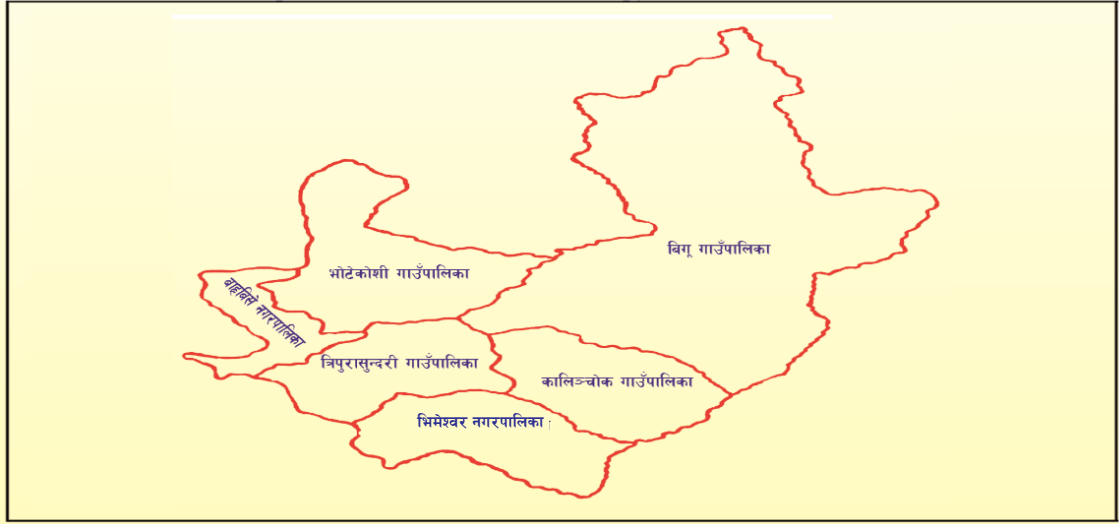 बिगू गाउँपालिका
भोटेकोशी गाउँपालिका
बाह्रबिसे नगरपालिका
त्रिपुरासुन्दरी गाउँपालिका
कालिञ्चोक गाउँपालिका
भिमेश्वर नगरपालिका